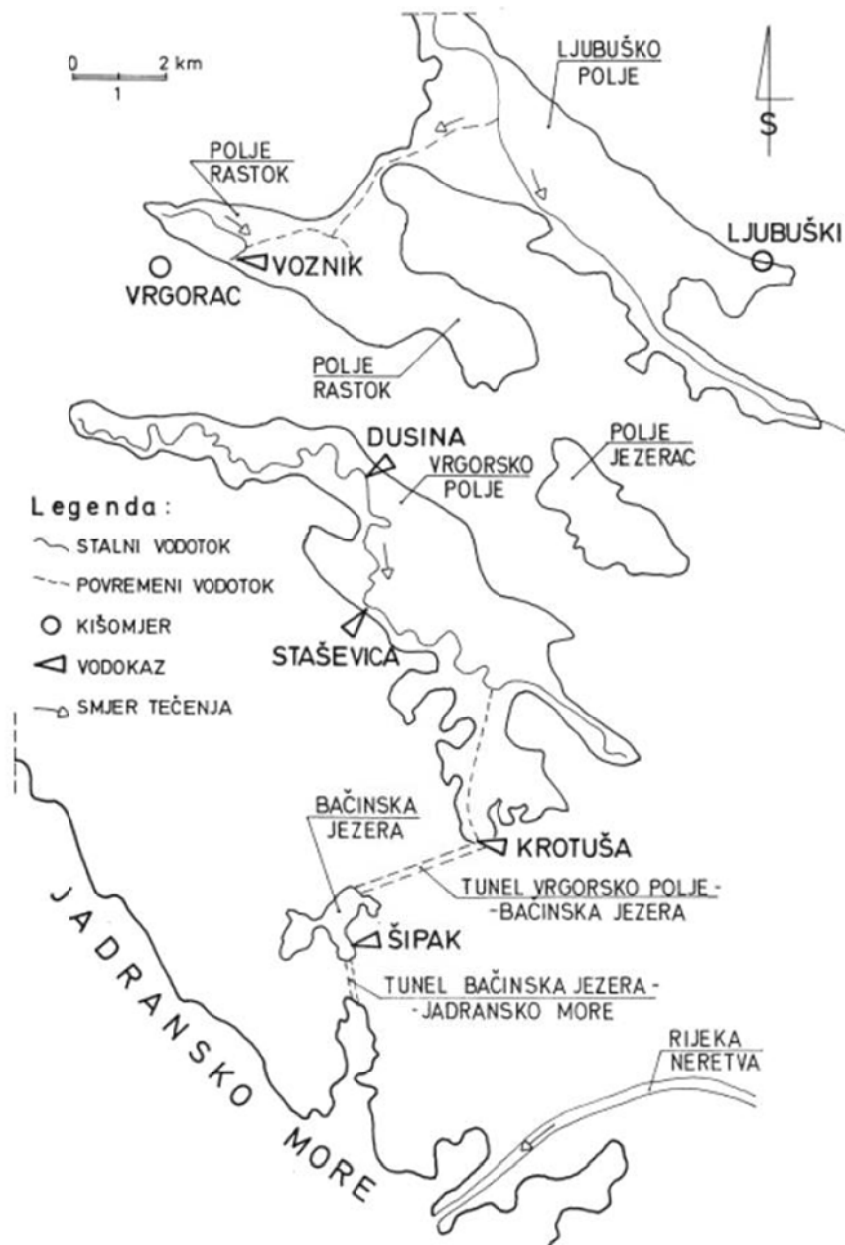 0 2 km
1
LJUBUŠKO
POLJE
S
POLJE
RASTOK
LJUBUŠKI
VOZNIK
VRGORAC
POLJE
RASTOK
DUSINA
VRGORSKO
POLJE
POLJE
JEZERAC
Legenda:
STALNI VODOTOK
POVREMENI VODOTOK
KIŠOMJER
VODOKAZ
SMJER TEČENJA
STAŠEVICA
BAČINSKA
JEZERA
KROTUŠA
TUNEL VRGORSKO POLJE-
-BAČINSKA JEZERA
ŠIPAK
TUNEL BAČINSKA JEZERA-
-JADRANSKO MORE
RIJEKA
NERETVA
JADRANSKO MORE